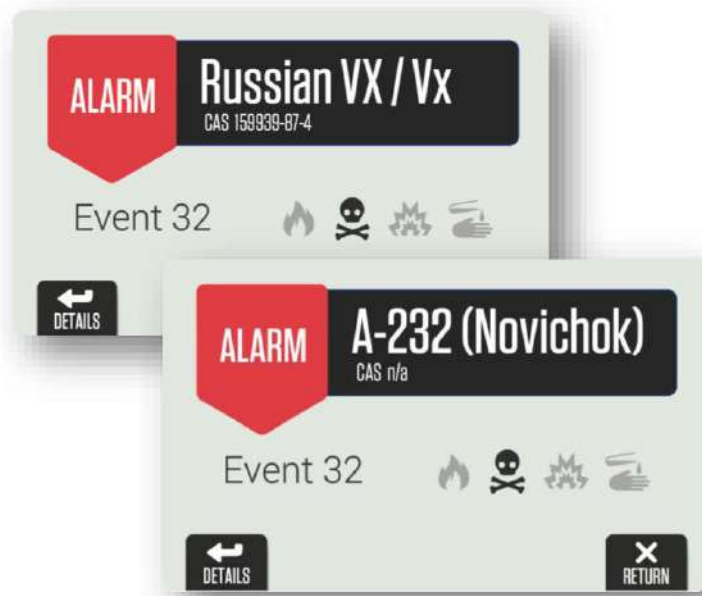 ALARM
Russian VX / Vx
CAS 159939-87-4
Event 32
DETAILS
ALARM
A-232 (Novichok)
CAS n/a
Event 32
DETAILS
RETURN